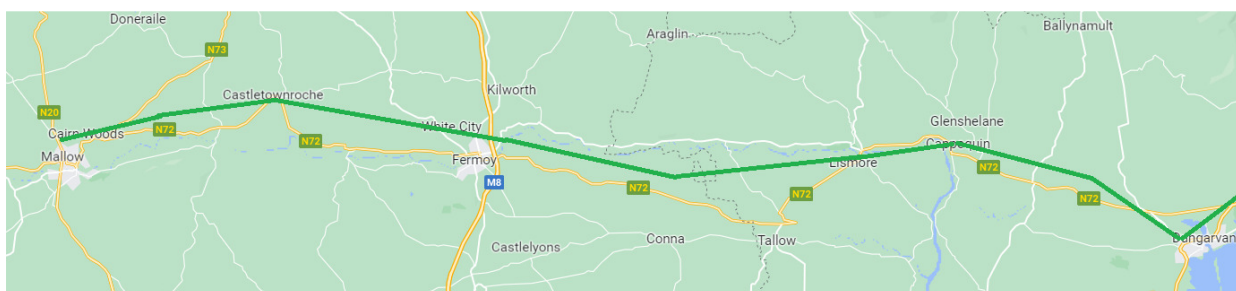 Doneraile
Ballynamult
Araglin
N73
Kilworth
Castletownroche
N20
Glenshelane
White City
Cairn Woods
N72
N72
Cappoquin
Mallow
Fermoy
Lismore
N72
M8
N72
N72
N72
Castlelyons
Conna
Tallow
Dungarvan